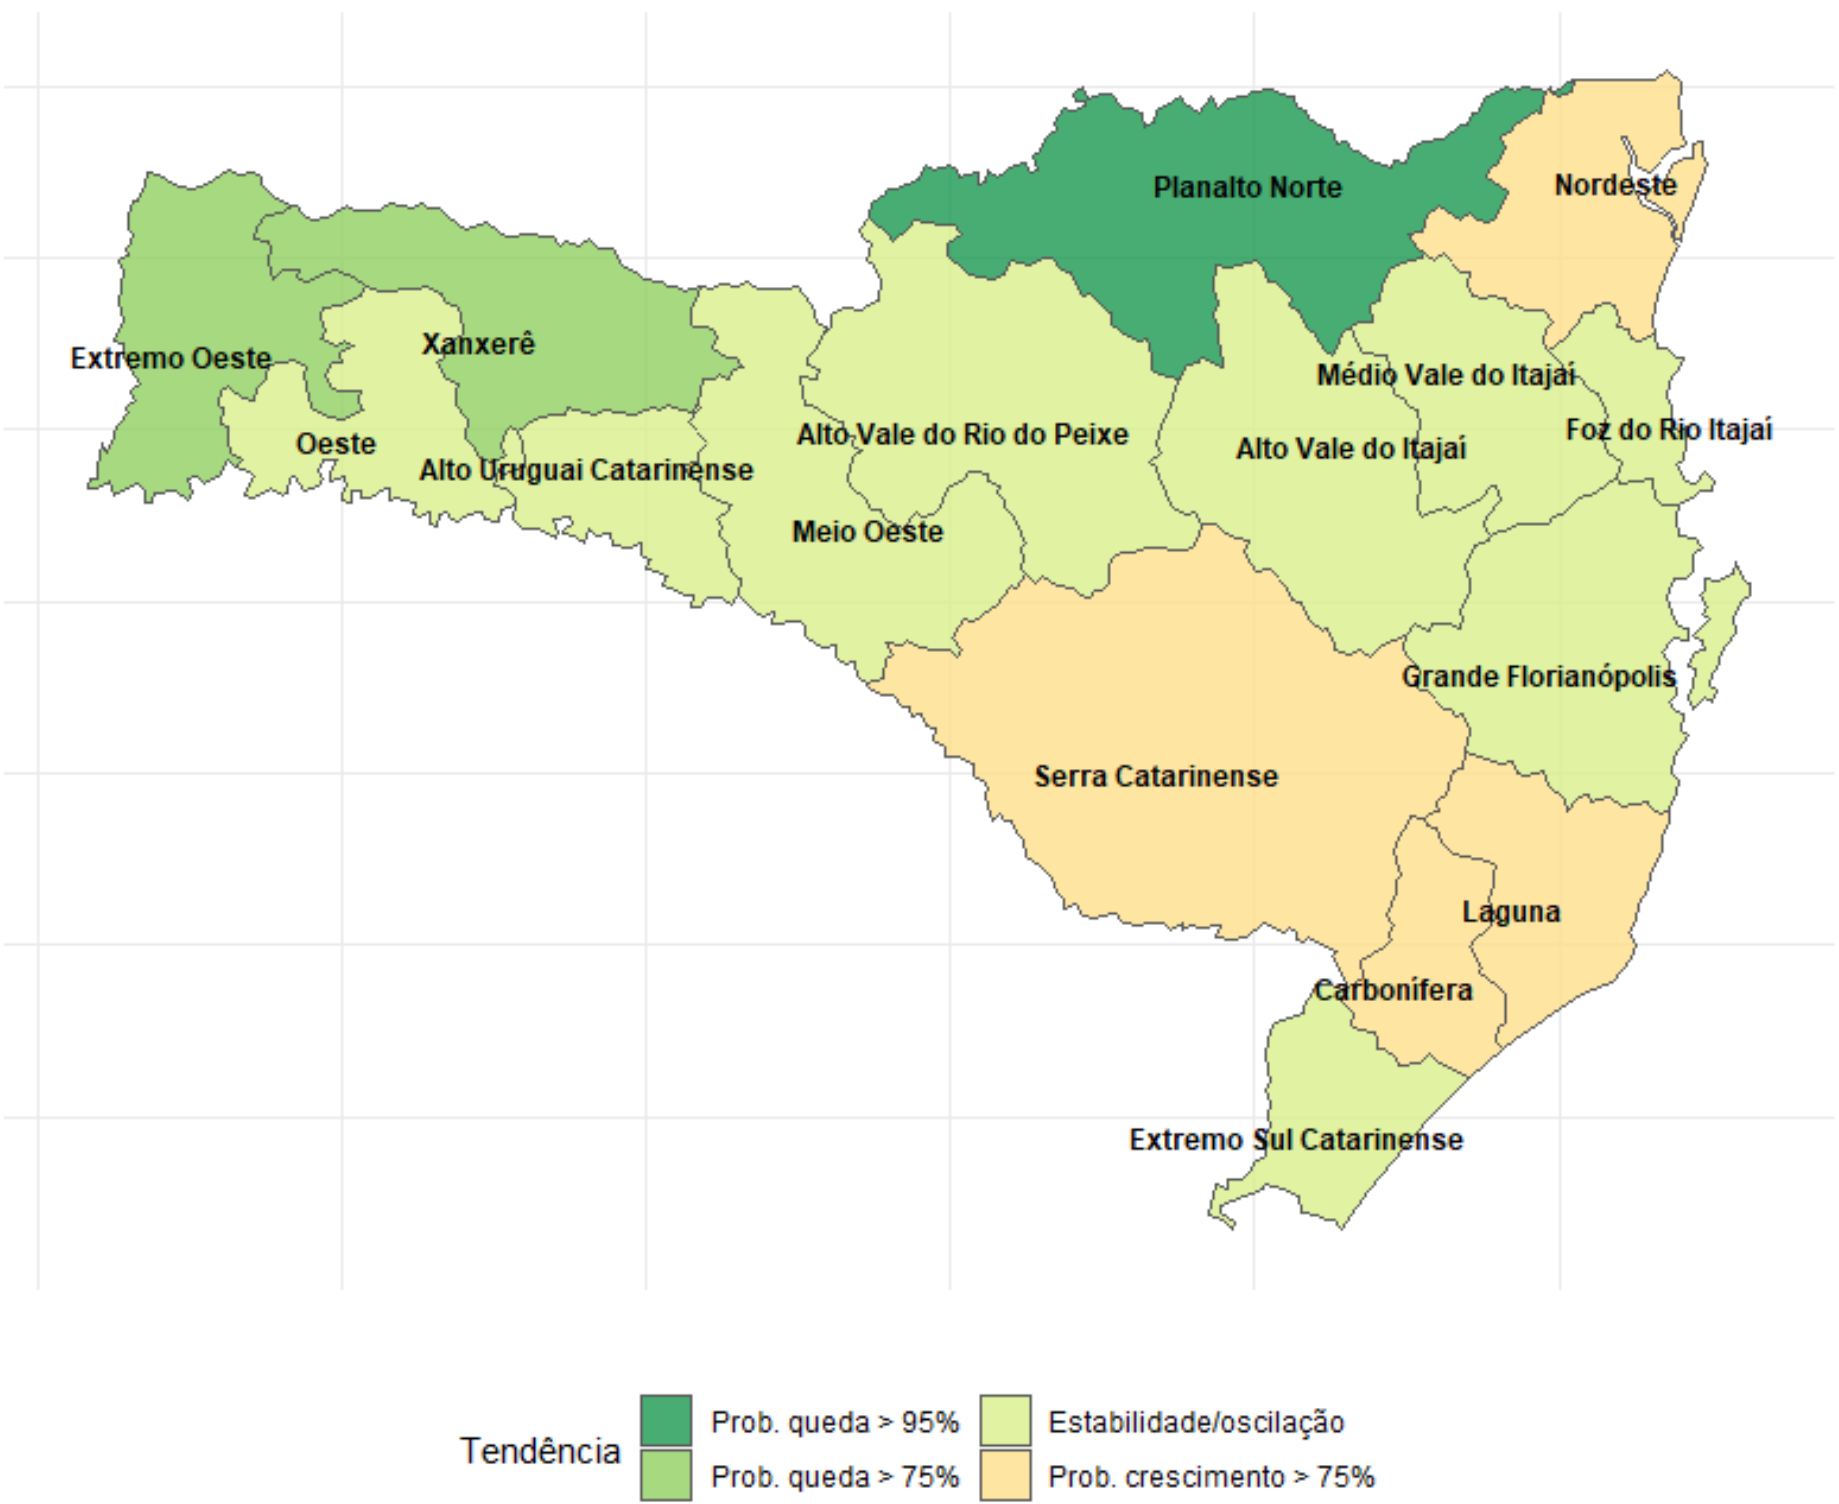 Planalto Norte
Nordeste
Xanxerê
Extremo Oeste
Médio Vale do Itajaí
Foz do Rio Itajaí
Alto Vale do Rio do Peixe
Oeste
Alto Vale do Itajaí
Alto Uruguai Catarinense
Meio Oeste
Grande Florianópolis
Serra Catarinense
Laguna
Carbonífera
Extremo Sul Catarinense
Tendência
Prob. queda > 95%
Prob. queda > 75%
Estabilidade/oscilação
Prob. crescimento > 75%